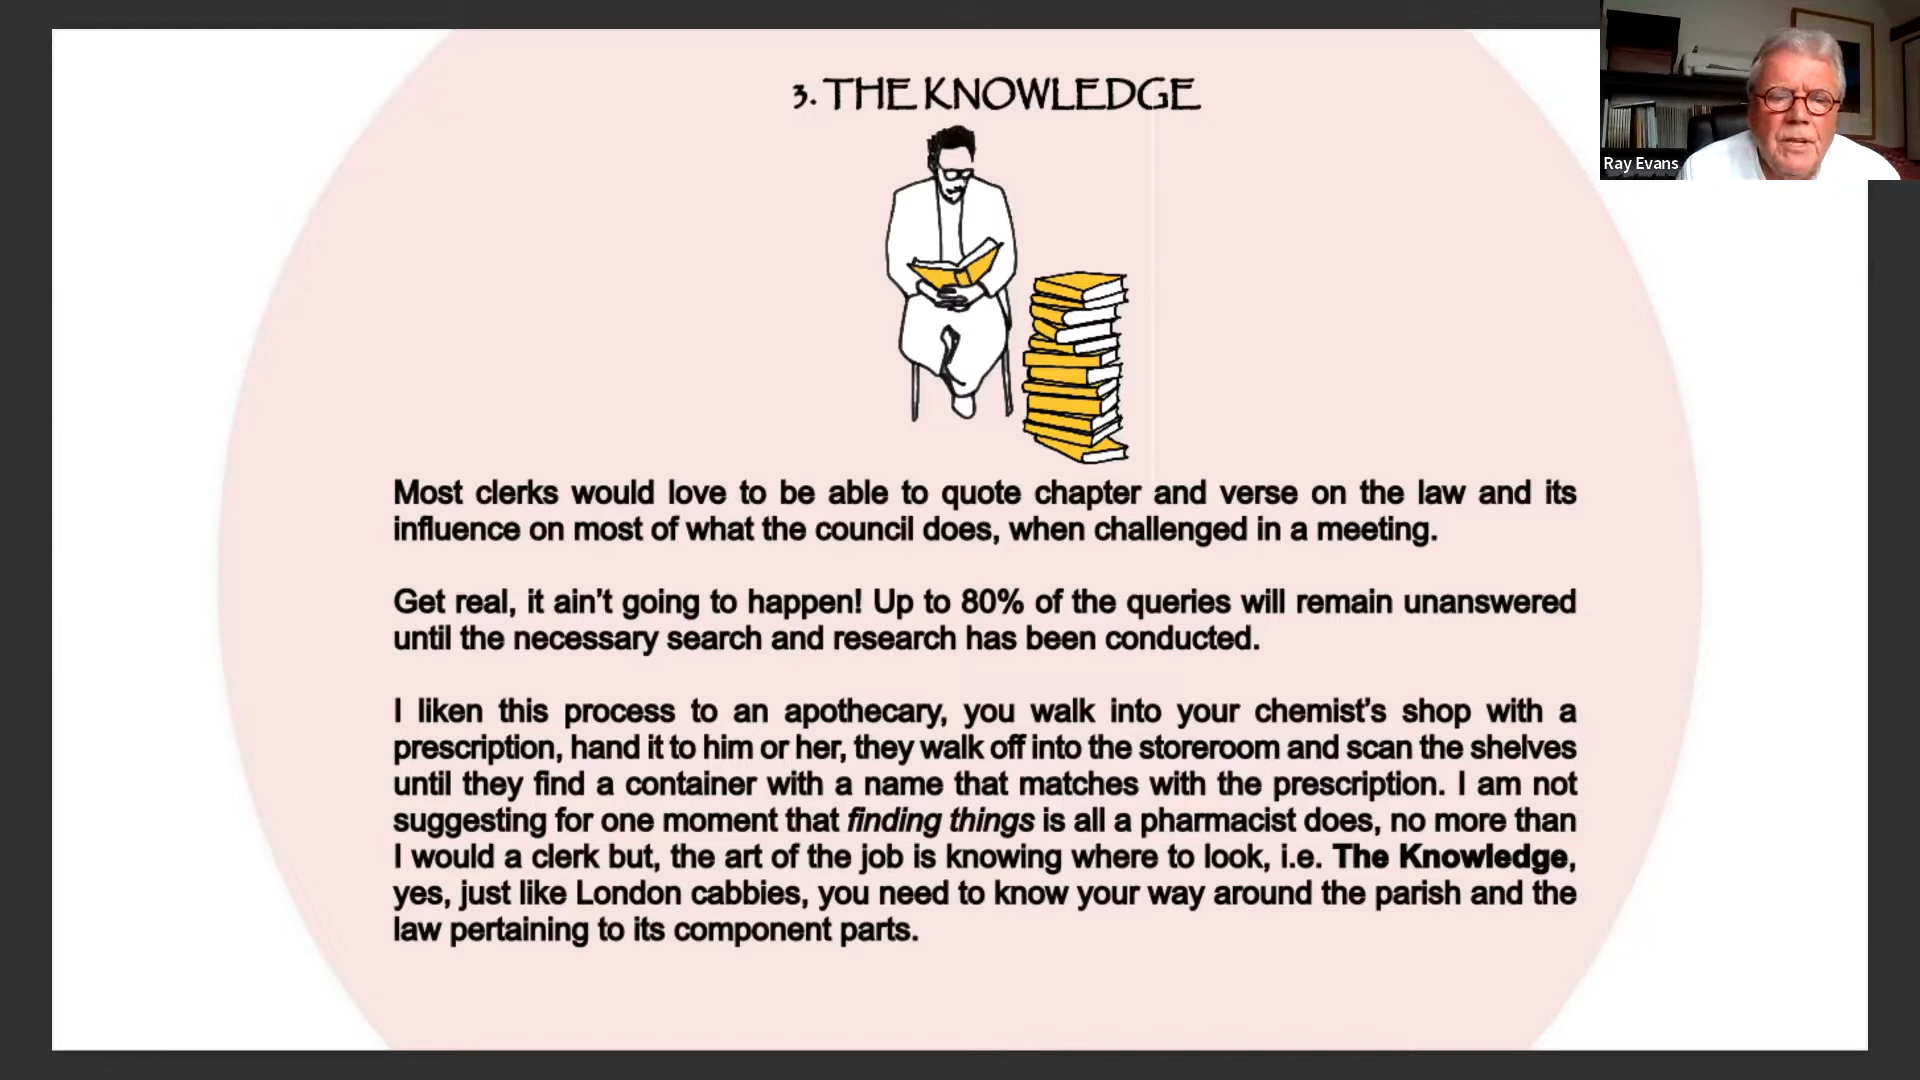 3. THE KNOWLEDGE
Ray Evans
Most clerks would love to be able to quote chapter and verse on the law and its
influence on most of what the council does, when challenged in a meeting.
Get real, it ain’t going to happen! Up to 80% of the queries will remain unanswered
until the necessary search and research has been conducted.
I liken this process to an apothecary, you walk into your chemist’s shop with a
prescription, hand it to him or her, they walk off into the storeroom and scan the shelves
until they find a container with a name that matches with the prescription. I am not
suggesting for one moment that finding things is all a pharmacist does, no more than
I would a clerk but, the art of the job is knowing where to look, i.e. The Knowledge,
yes, just like London cabbies, you need to know your way around the parish and the
law pertaining to its component parts.